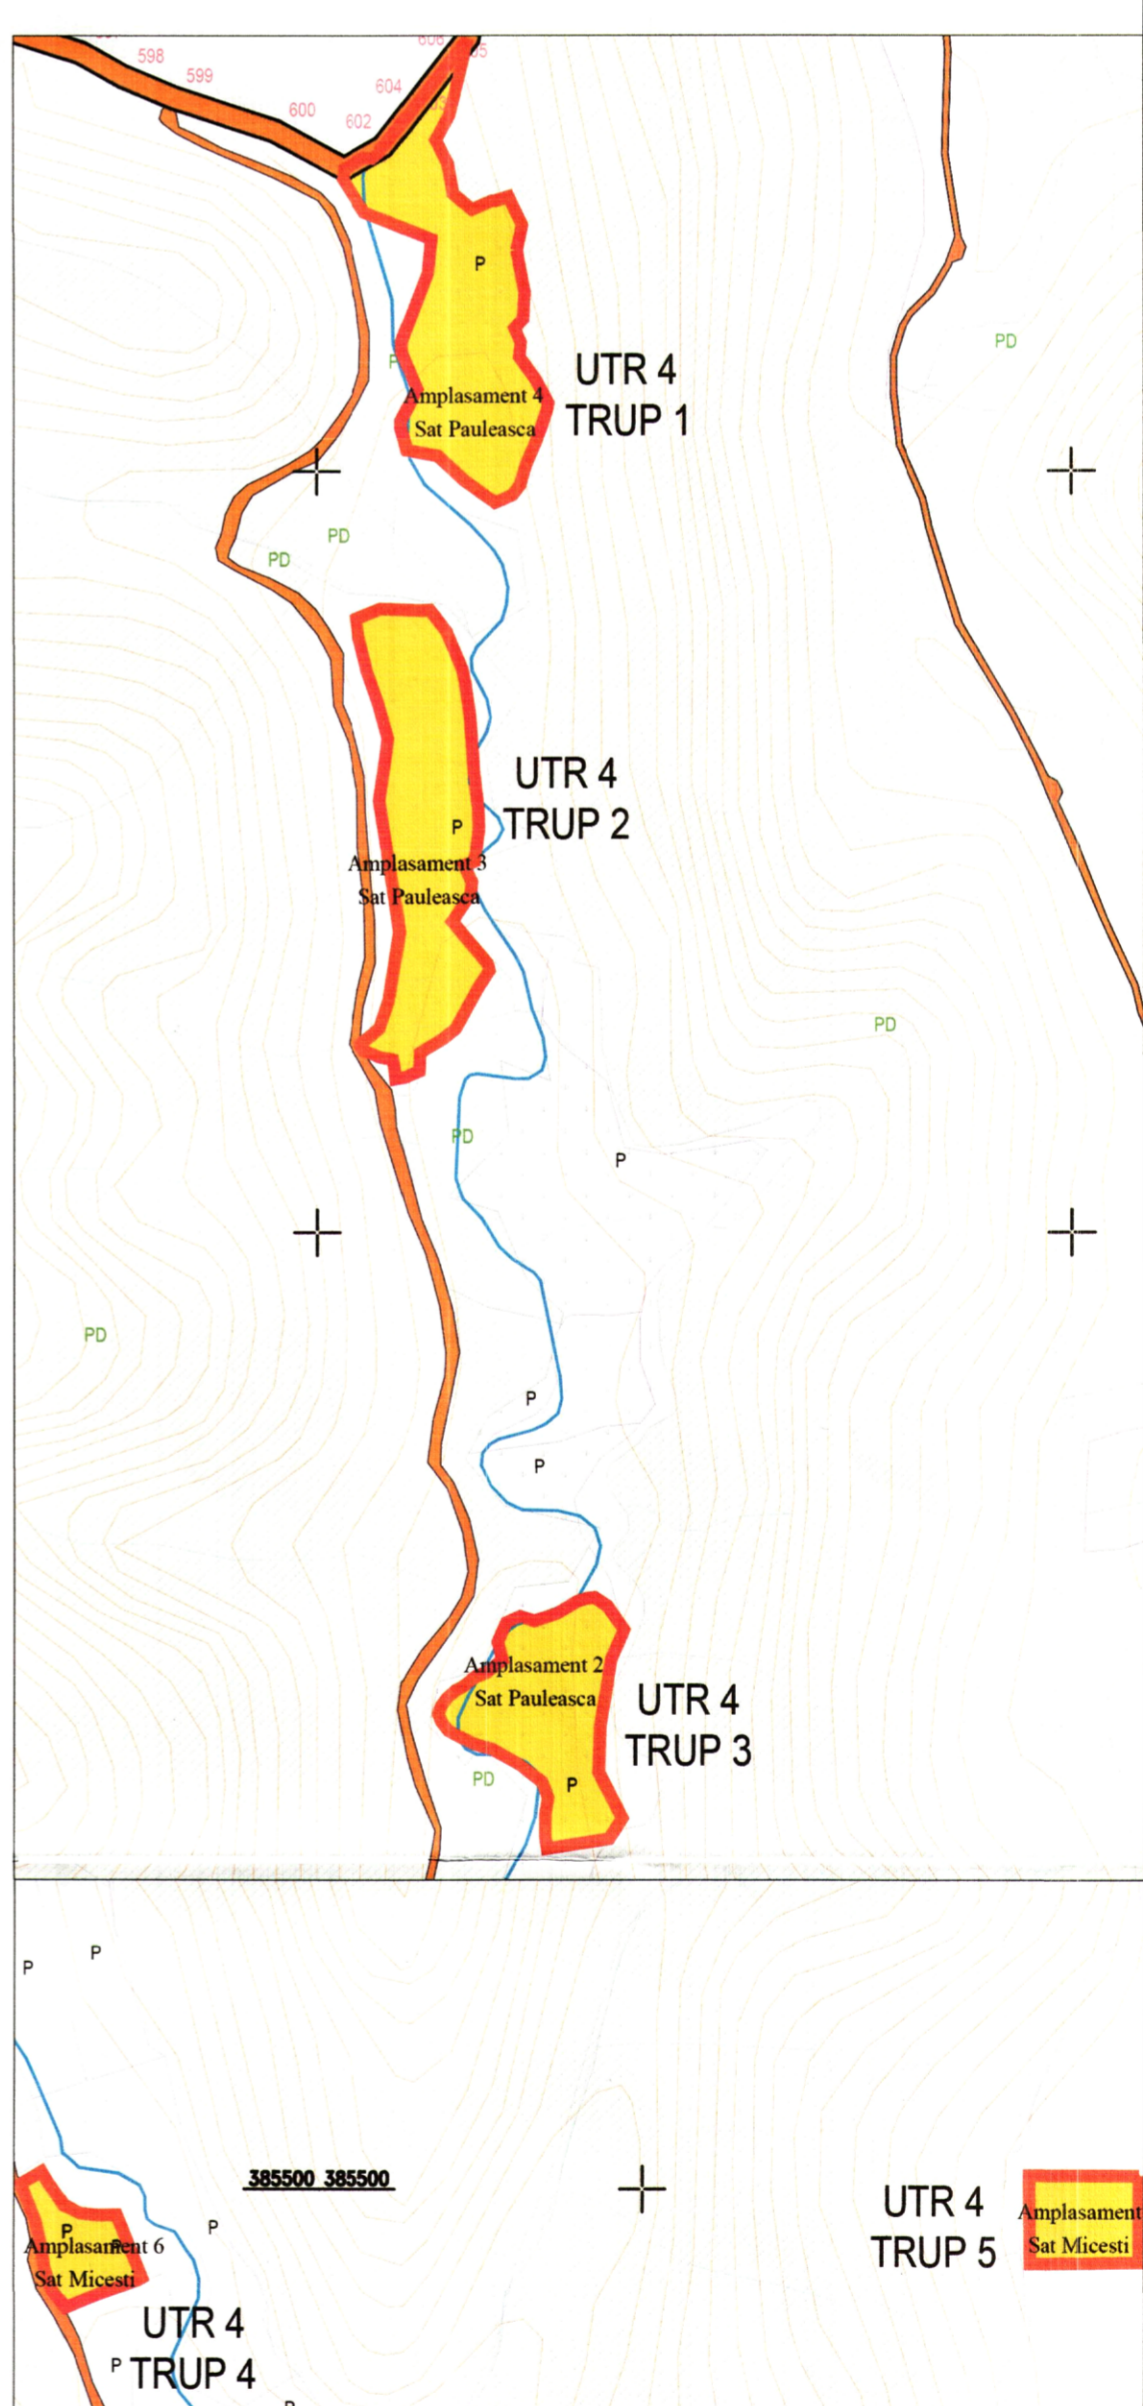 598
599
600
602
604
P
UTR 4
TRUP 1
Amplasament 4
Sat Pauleasca
PD
PD
PD
UTR 4
TRUP 2
P
Amplasament 3
Sat Pauleasca
PD
PD
P
PD
P
P
Amplasament 2
Sat Pauleasca
UTR 4
TRUP 3
PD
P
P
P
385500 385500
UTR 4
TRUP 5
Amplasament
Sat Micesti
P
P
Amplasament 6
Sat Micesti
UTR 4
P TRUP 4